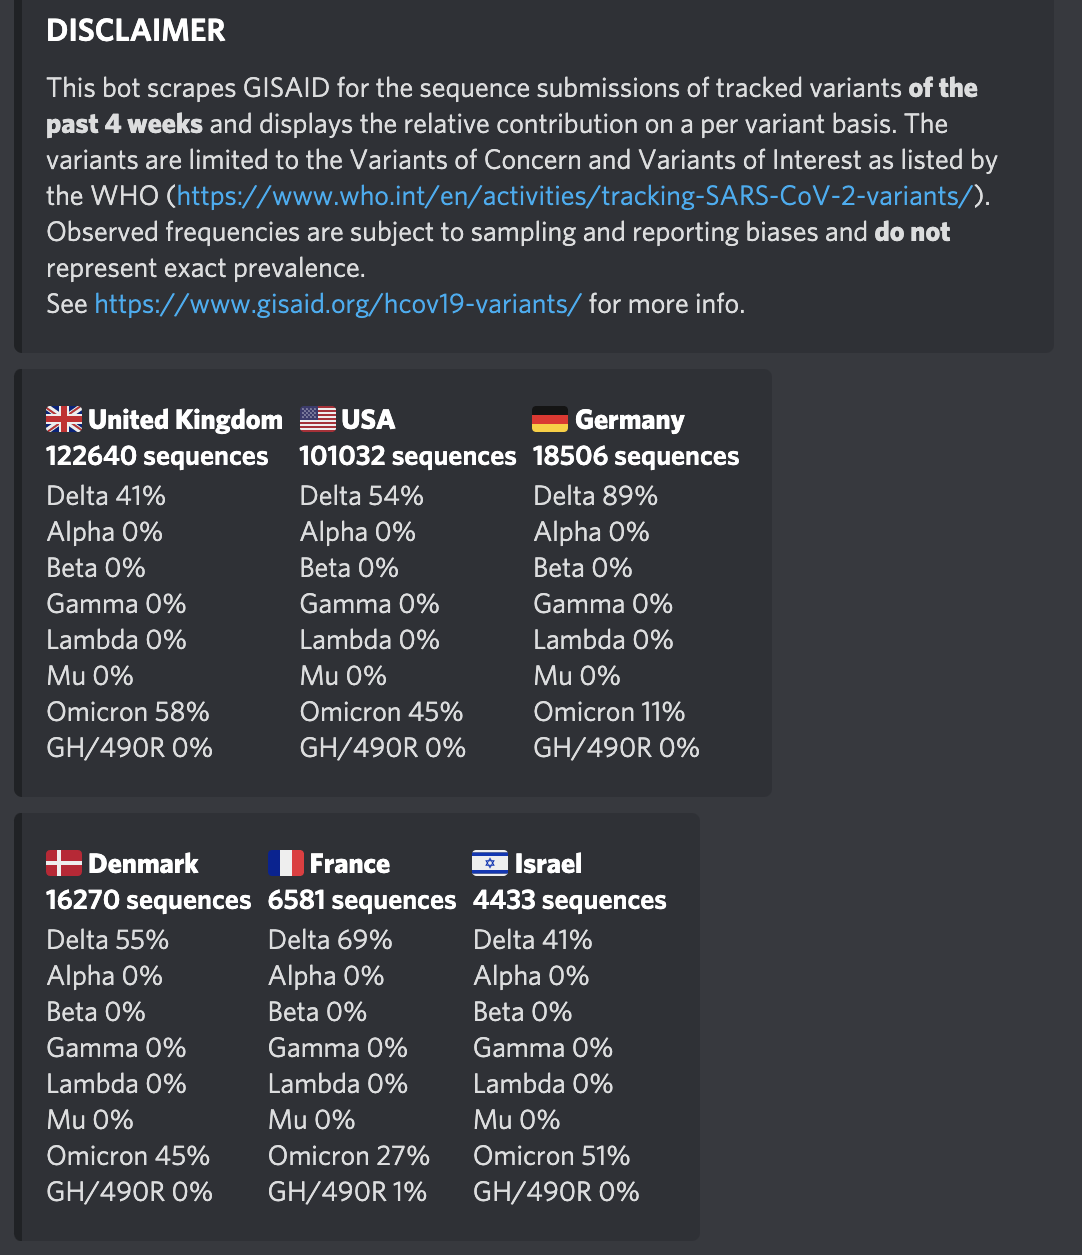 DISCLAIMER
This bot scrapes GISAID for the sequence submissions of tracked variants of the
past 4 weeks and displays the relative contribution on a per variant basis. The
variants are limited to the Variants of Concern and Variants of Interest as listed by
the WHO (https://www.who.int/en/activities/tracking-SARS-CoV-2-variants/).
Observed frequencies are subject to sampling and reporting biases and do not
represent exact prevalence.
See https://www.gisaid.org/hcov19-variants/ for more info.
United Kingdom
122640 sequences
Delta 41%
Alpha 0%
Beta 0%
Gamma 0%
Lambda 0%
Mu 0%
Omicron 58%
GH/490R 0%
USA
101032 sequences
Delta 54%
Alpha 0%
Beta 0%
Gamma 0%
Lambda 0%
Mu 0%
Omicron 45%
GH/490R 0%
Germany
18506 sequences
Delta 89%
Alpha 0%
Beta 0%
Gamma 0%
Lambda 0%
Mu 0%
Omicron 11%
GH/490R 0%
Denmark
16270 sequences
Delta 55%
Alpha 0%
Beta 0%
Gamma 0%
Lambda 0%
Mu 0%
Omicron 45%
GH/490R 0%
France
6581 sequences
Delta 69%
Alpha 0%
Beta 0%
Gamma 0%
Lambda 0%
Mu 0%
Omicron 27%
GH/490R 1%
Israel
4433 sequences
Delta 41%
Alpha 0%
Beta 0%
Gamma 0%
Lambda 0%
Mu 0%
Omicron 51%
GH/490R 0%